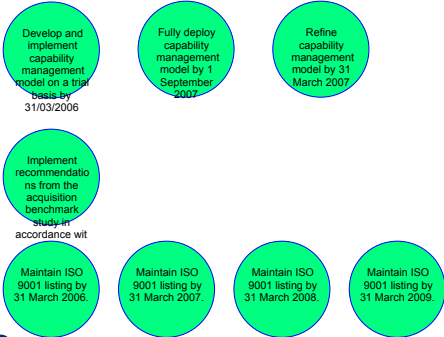 Develop and
implement
capability
management
model on a trial
basis by
31/03/2006
Fully deploy
capability
management
model by 1
September
2007
Refine
capability
management
model by 31
March 2007
Implement
recommendatio
ns from the
acquisition
benchmark
study in
accordance wit
Maintain ISO
9001 listing by
31 March 2006.
Maintain ISO
9001 listing by
31 March 2007.
Maintain ISO
9001 listing by
31 March 2008.
Maintain ISO
9001 listing by
31 March 2009.